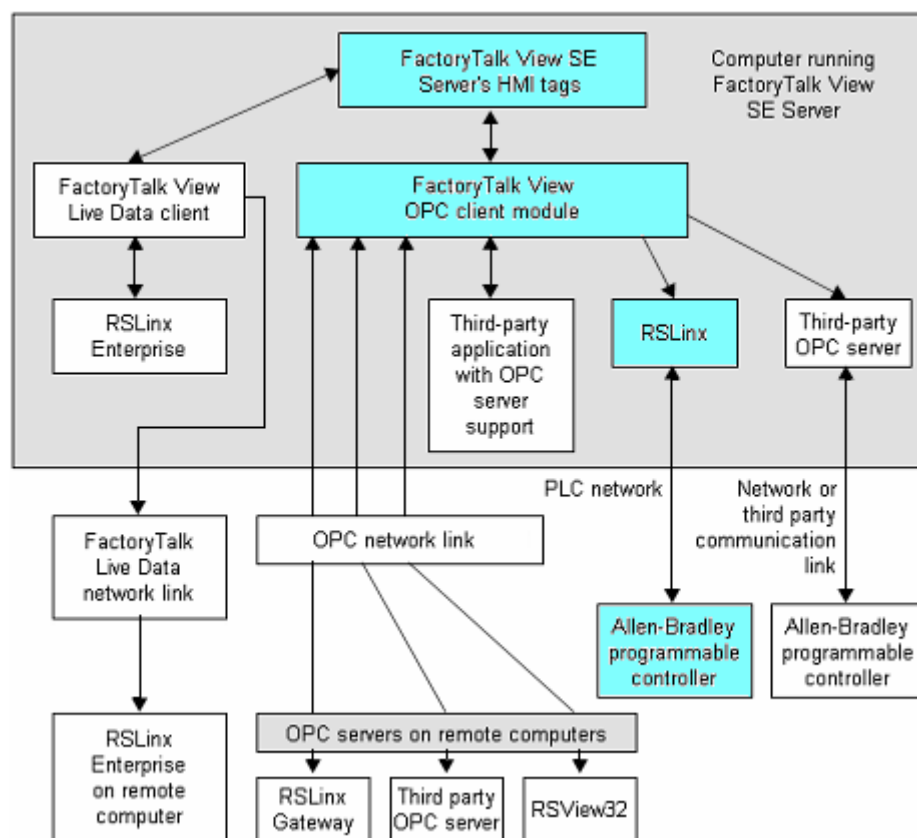 FactoryTalk View SE
Server's HMI tags
Computer running
FactoryTalk View
SE Server
FactoryTalk View
Live Data client
FactoryTalk View
OPC client module
RSLinx
Enterprise
Third-party
application
with OPC
server
support
RSLinx
Third-party
OPC server
PLC network
Network or
third party
communication
link
FactoryTalk
Live Data
network link
OPC network link
Allen-Bradley
programmable
controller
Allen-Bradley
programmable
controller
RSLinx
Enterprise
on remote
computer
OPC servers on remote computers
RSLinx
Gateway
Third party
OPC server
RSView32